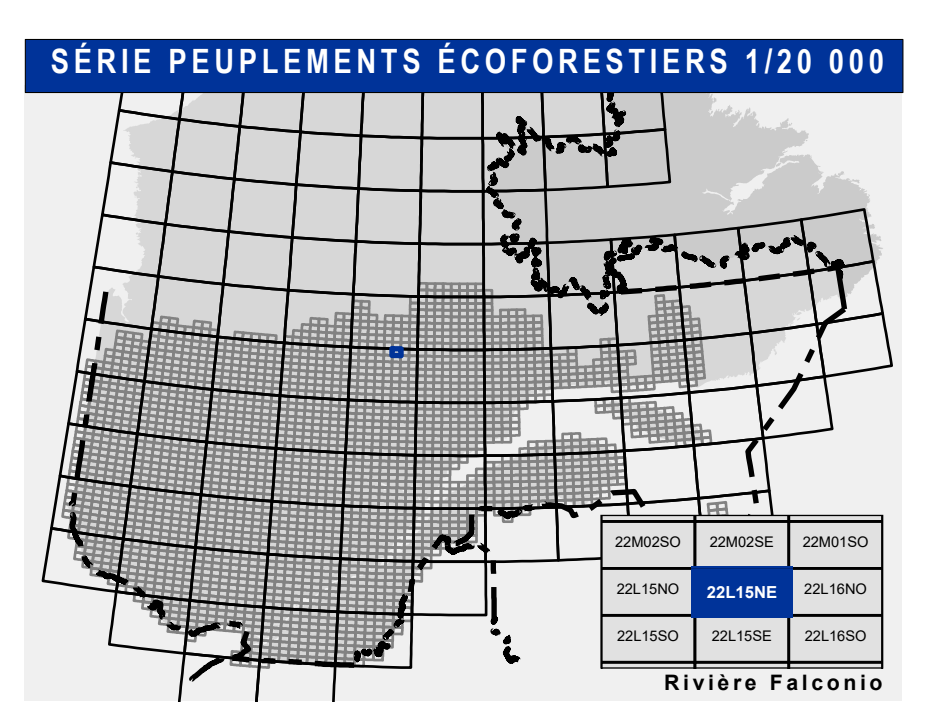 SÉRIE PEUPLEMENTS ÉCOFORESTIERS 1/20 000
22M02SO 22M02SE 22M01SO
22L15NO 22L15NE 22L16NO
22L15SO 22L15SE 22L16SO
Rivière Falconio